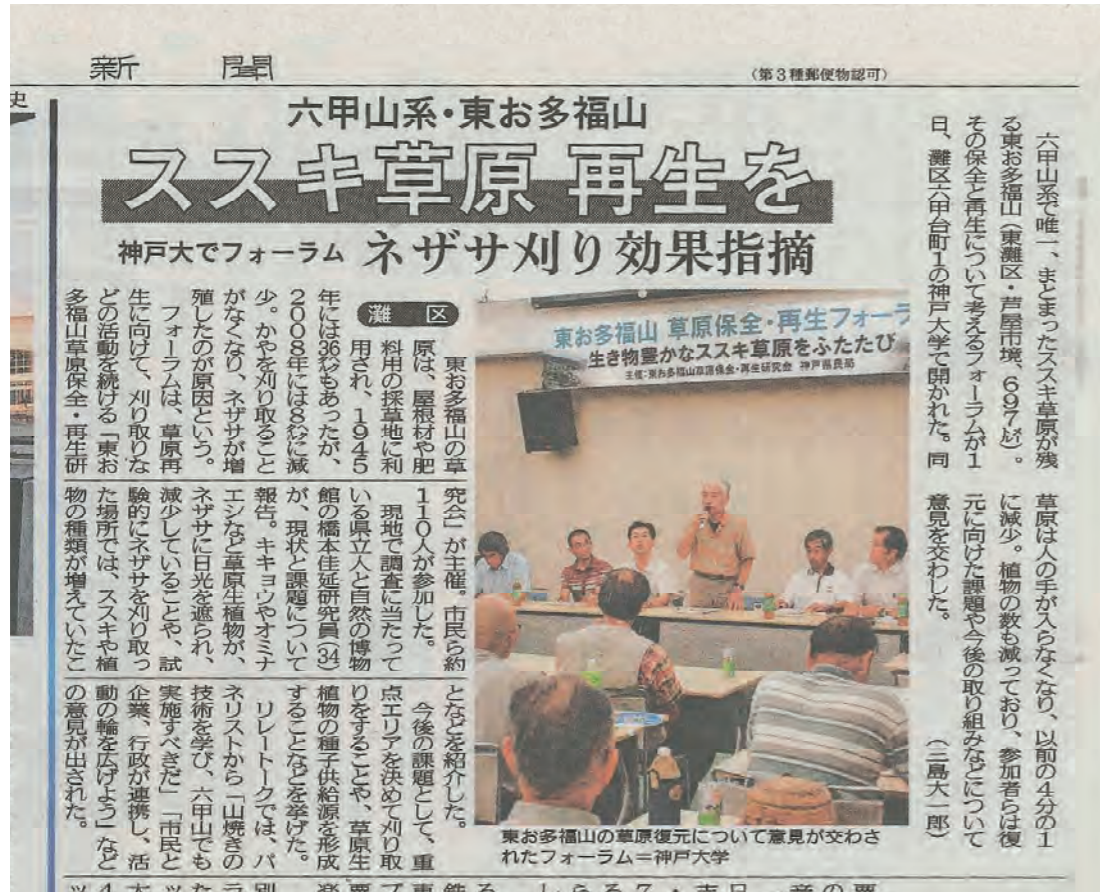 新聞
(第3種郵便物認可)
史
六甲山系・東お多福山
ススキ草原 再生を
神戸大でフォーラム ネザサ刈り効果指摘
六甲山系で唯一、まとまったススキ草原が残
る東お多福山(東灘区・芦屋市境、697㍍)。
その保全と再生について考えるフォーラムが1
日、灘区六甲台町1の神戸大学で開かれた。同
草原は人の手が入らなくなり、以前の4分の1
に減少。植物の数も減っており、参加者らは復
元に向けた課題や今後の取り組みなどについて
意見を交わした。
(三島大一郎)
東お多福山 草原保全・再生フォーラ
生き物豊かなススキ草原をふたたび
主催:東お多福山草原保全・再生研究会 神戸県民局
東お多福山の草原復元について意見が交わさ
れたフォーラム=神戸大学
灘区
東お多福山の草
原は、屋根材や肥
料用の採草地に利
用され、1945
年には36㌶もあったが、
2008年には8㌶に減
少。かやを刈り取ること
がなくなり、ネザサが増
殖したのが原因という。
フォーラムは、草原再
生に向けて、刈り取りな
どの活動を続ける「東お
多福山草原保全・再生研
究会」が主催。市民ら約
110人が参加した。
現地で調査に当たって
いる県立人と自然の博物
館の橋本佳延研究員(34)
が、現状と課題について
報告。キキョウやオミナ
エシなど草原生植物が、
ネザサに日光を遮られ、
減少していることや、試
験的にネザサを刈り取っ
た場所では、ススキや植
物の種類が増えていたこ
となどを紹介した。
今後の課題として、重
点エリアを決めて刈り取
りをすることや、草原生
植物の種子供給源を形成
することなどを挙げた。
リレートークでは、パ
ネリストから「山焼きの
技術を学び、六甲山でも
実施すべきだ」「市民と
企業、行政が連携し、活
動の輪を広げよう」など
の意見が出された。